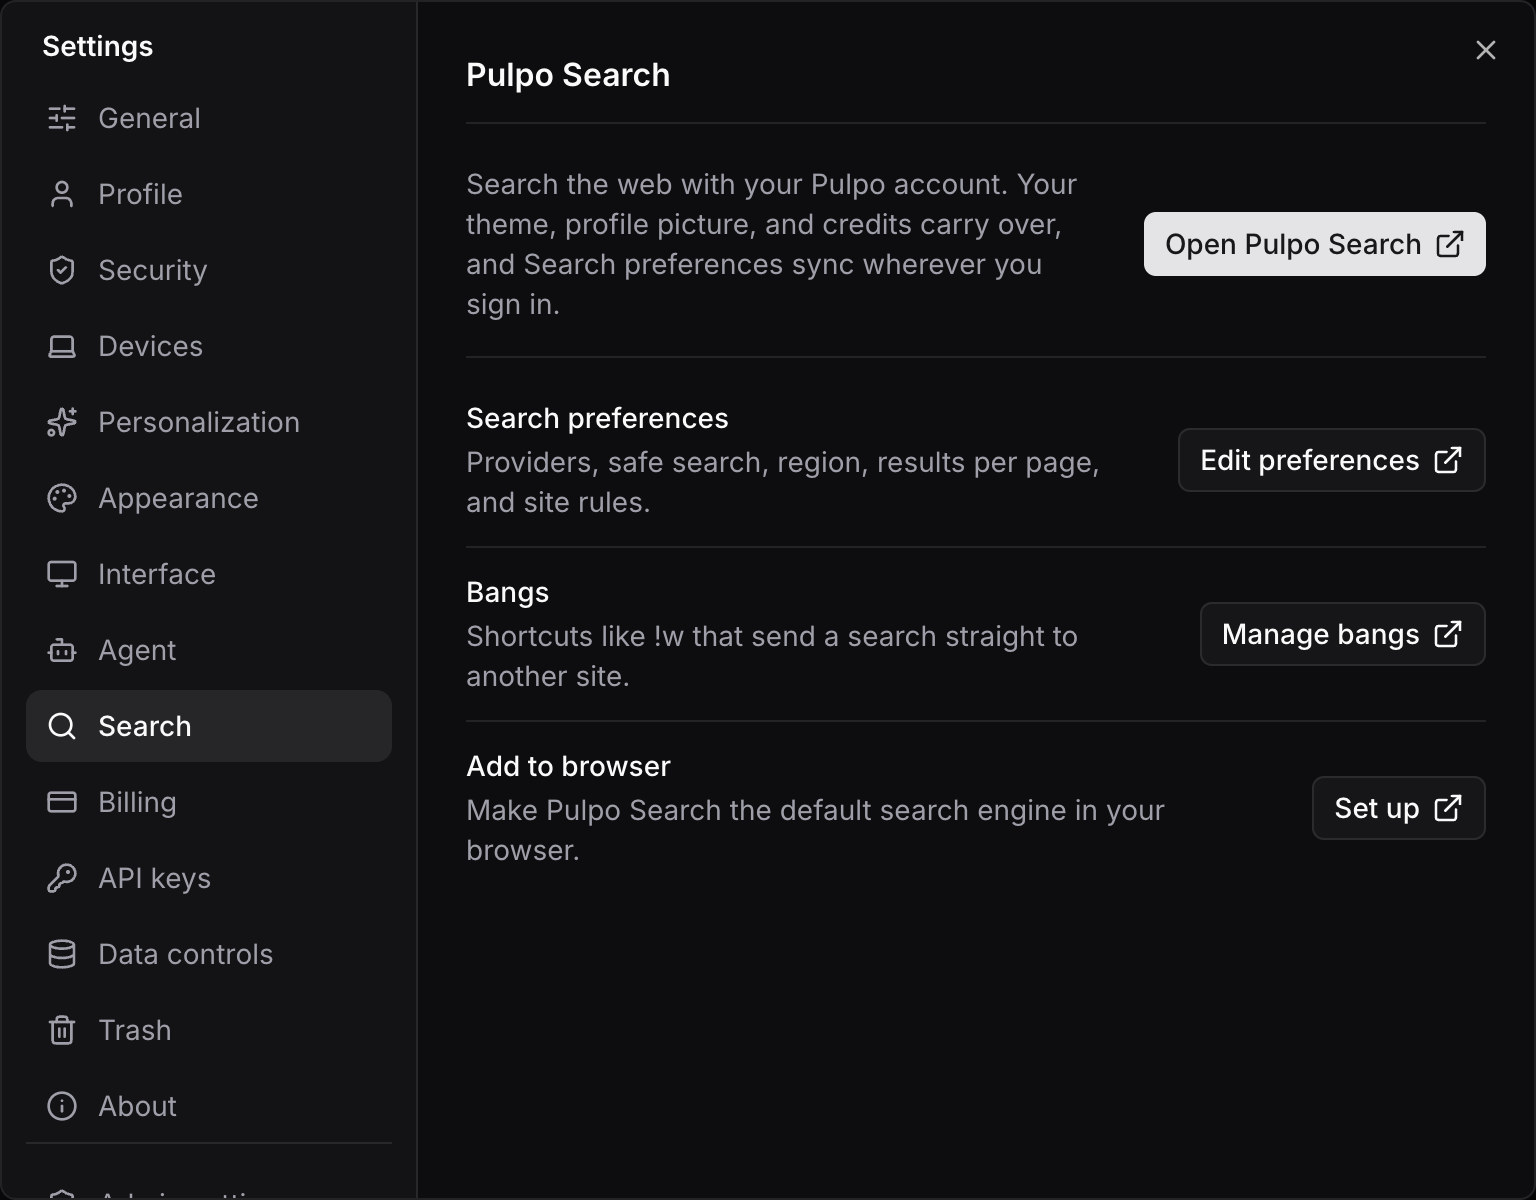 Settings
General
Profile
Security
Devices
Personalization
Appearance
Interface
Agent
Search
Billing
API keys
Data controls
Trash
About
Pulpo Search
Search the web with your Pulpo account. Your
theme, profile picture, and credits carry over,
and Search preferences sync wherever you
sign in.
Open Pulpo Search
Search preferences
Providers, safe search, region, results per page,
and site rules.
Edit preferences
Bangs
Shortcuts like !w that send a search straight to
another site.
Manage bangs
Add to browser
Make Pulpo Search the default search engine in your
browser.
Set up